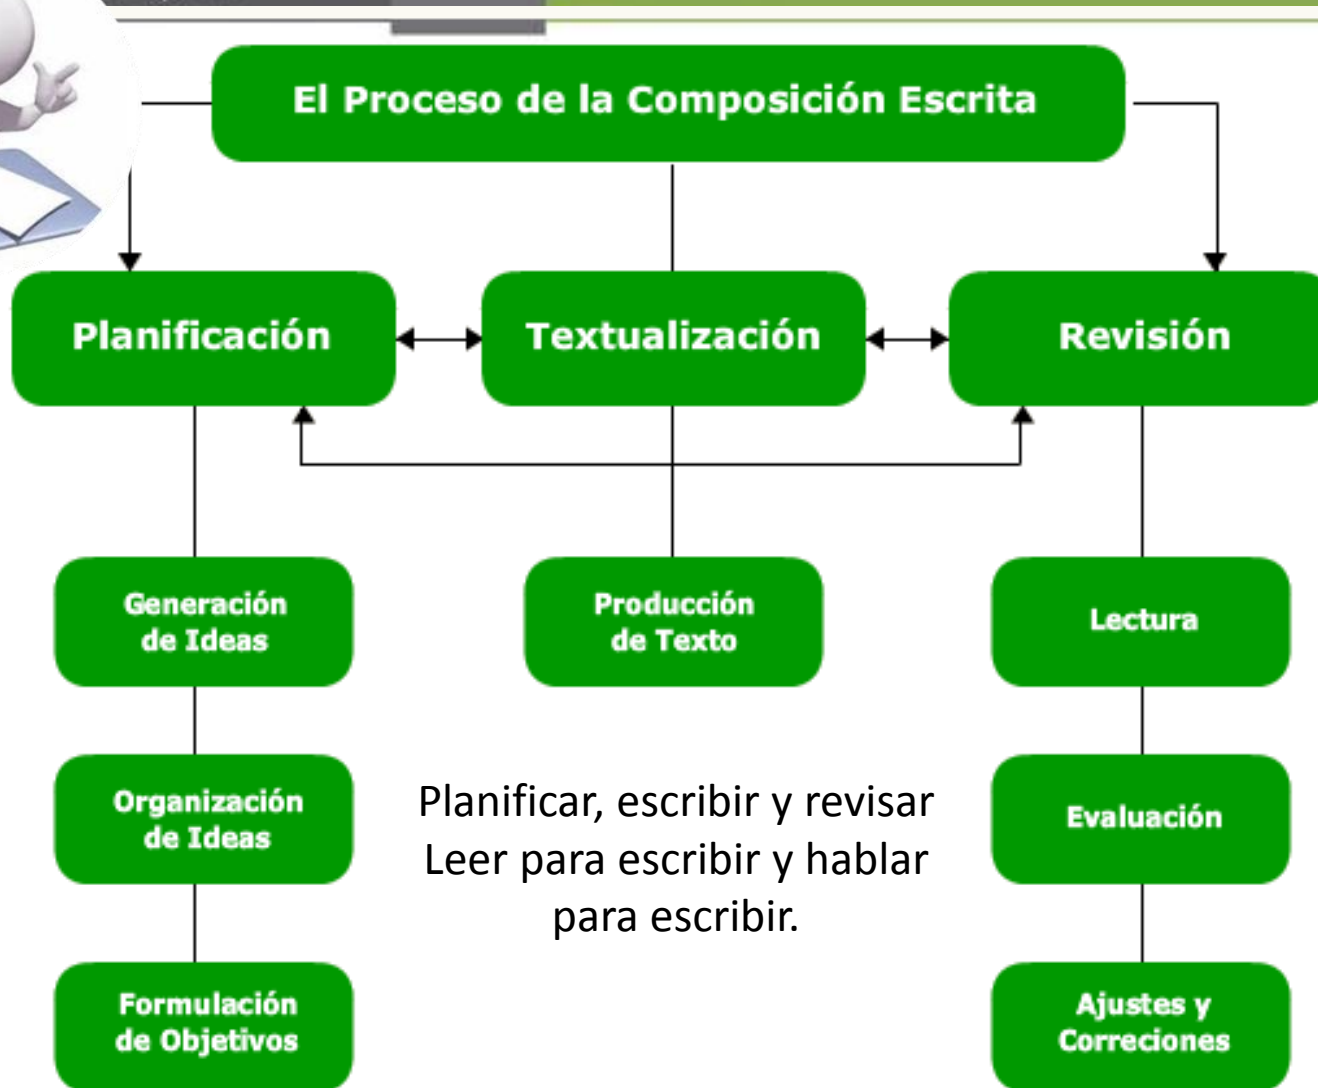 El Proceso de la Composición Escrita
Planificación
Textualización
Revisión
Generación
de Ideas
Producción
de Texto
Lectura
Organización
de Ideas
Planificar, escribir y revisar
Leer para escribir y hablar
para escribir.
Evaluación
Formulación
de Objetivos
Ajustes y
Correciones